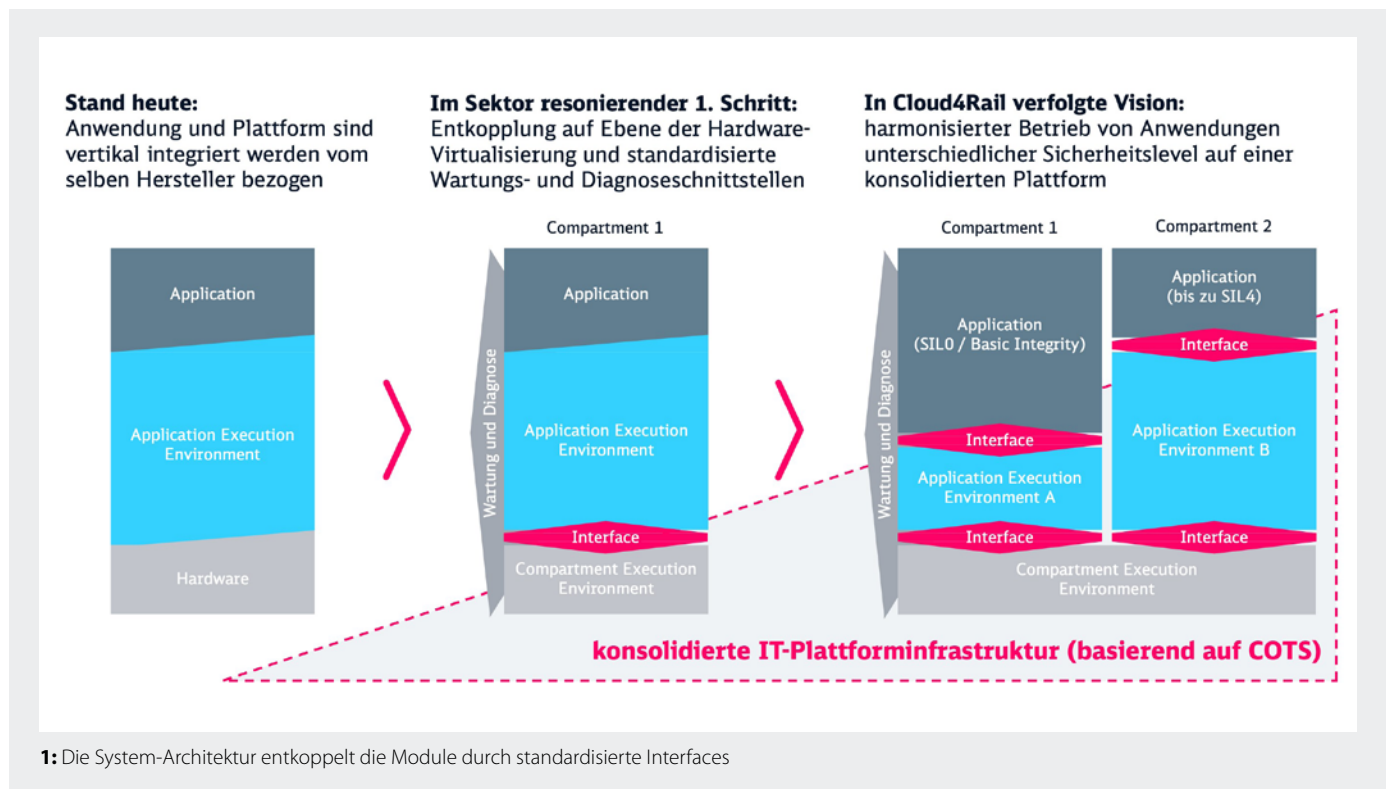 Stand heute:
Anwendung und Plattform sind
vertikal integriert werden vom
selben Hersteller bezogen
Application
Application Execution
Environment
Hardware
Im Sektor resonierender 1. Schritt:
Entkopplung auf Ebene der Hardware-
Virtualisierung und standardisierte
Wartungs- und Diagnoseschnittstellen
Compartment 1
Wartung und Diagnose
Application
Application Execution
Environment
Interface
Compartment Execution
Environment
In Cloud4Rail verfolgte Vision:
harmonisierter Betrieb von Anwendungen
unterschiedlicher Sicherheitslevel auf einer
konsolidierten Plattform
Compartment 1
Wartung und Diagnose
Application
(SIL0 / Basic Integrity)
Interface
Application Execution
Environment A
Interface
Compartment 2
Application
(bis zu SIL4)
Interface
Application Execution
Environment B
Interface
Compartment Execution
Environment
konsolidierte IT-Plattforminfrastruktur (basierend auf COTS)
1: Die System-Architektur entkoppelt die Module durch standardisierte Interfaces